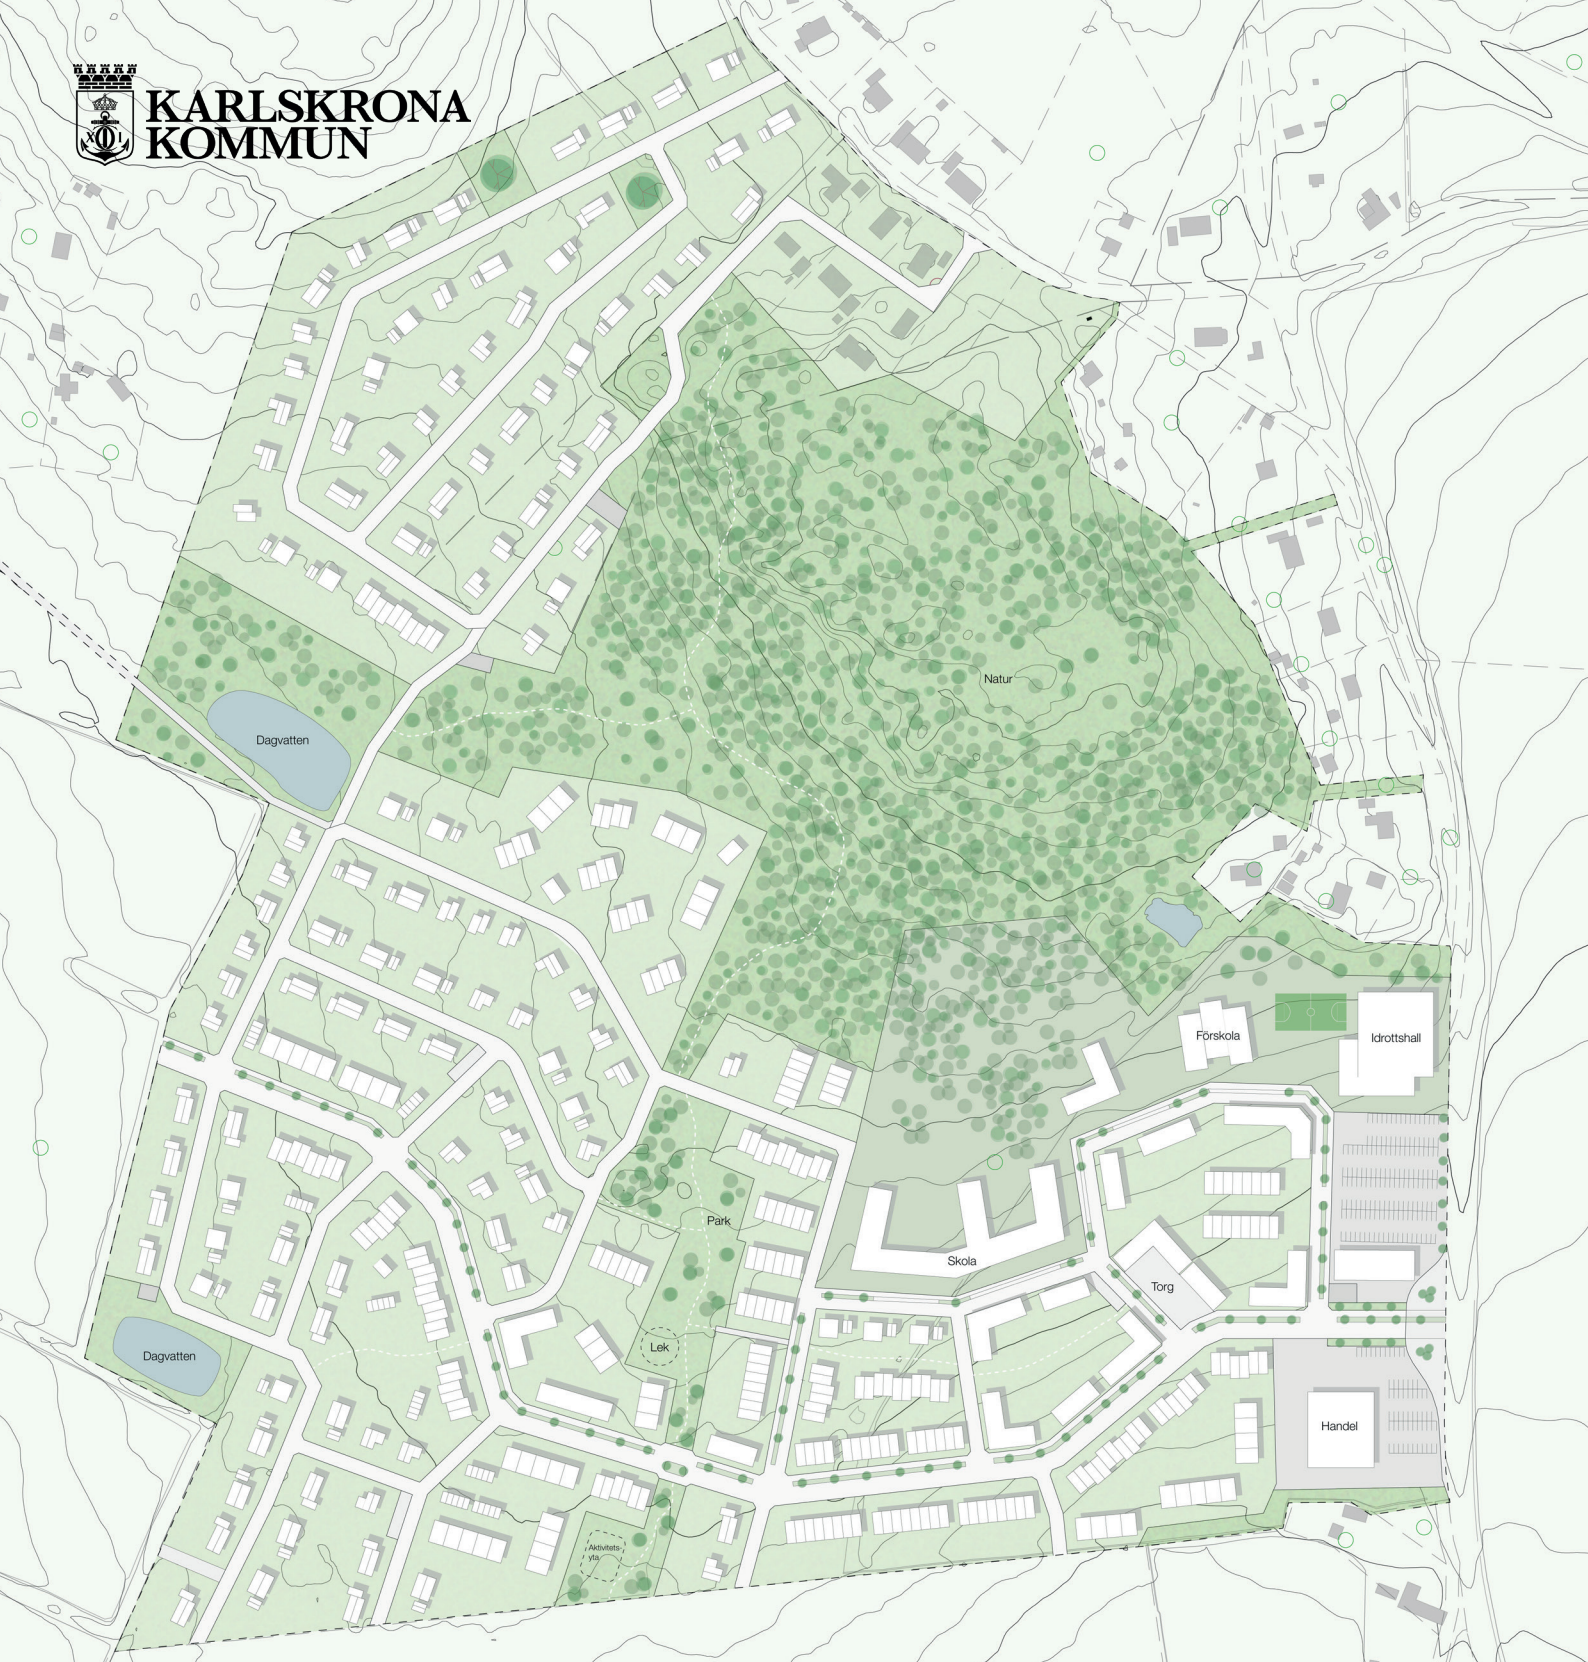 KARLSKRONA
KOMMUN
Natur
Dagvatten
Förskola
Idrottshall
Park
Skola
Torg
Lek
Dagvatten
Handel
Aktivitets-
yta